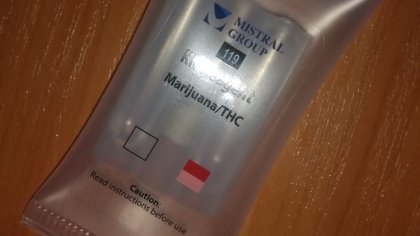 MISTRAL
GROUP
119
Marijuana/THC
Caution:
Read instructions before use